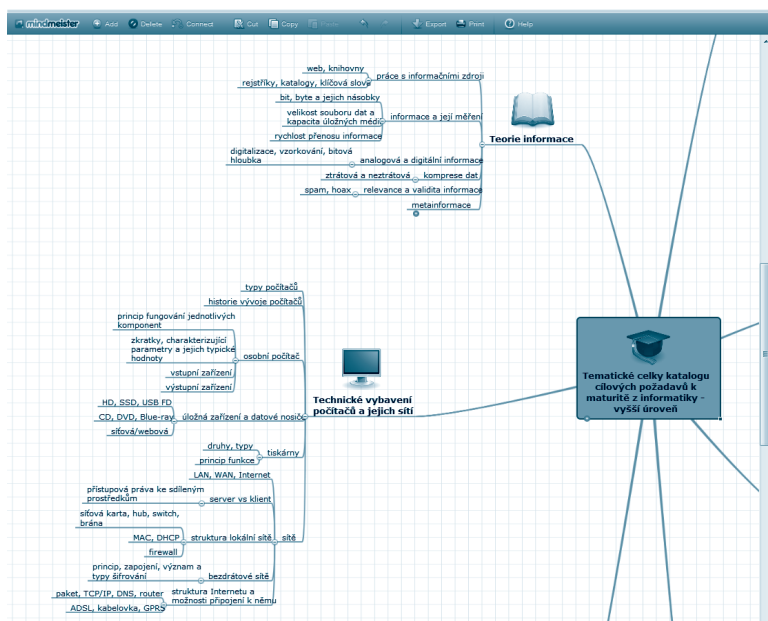 mindmeister Add Delete Connect Cut Copy Paste Export Print Help
web, knihovny
rejstříky, katalogy, klíčová slova
práce s informačními zdroji
bit, byte a jejich násobky
velikost souboru dat a
kapacita úložných médií
rychlost přenosu informace
informace a její měření
digitalizace, vzorkování, bitová
hloubka
analogová a digitální informace
ztrátová a neztrátová
komprese dat
spam, hoax
relevance a validita informace
metainformace
Teorie informace
typy počítačů
historie vývoje počítačů
princip fungování jednotlivých
komponent
zkratky, charakterizující
parametry a jejich typické
hodnoty
vstupní zařízení
výstupní zařízení
osobní počítač
HD, SSD, USB FD
CD, DVD, Blue-ray
síťová/webová
úložná zařízení a datové nosiče
druhy, typy
princip funkce
tiskárny
LAN, WAN, Internet
přístupová práva ke sdíleným
prostředkům
server vs klient
síťová karta, hub, switch,
brána
MAC, DHCP
firewall
struktura lokální sítě
sítě
princip, zapojení, význam a
typy šifrování
bezdrátové sítě
paket, TCP/IP, DNS, router
ADSL, kabelovka, GPRS
struktura Internetu a
možnosti připojení k němu
Technické vybavení
počítačů a jejich sítí
Tematické celky katalogu
cílových požadavů k
maturitě z informatiky -
vyšší úroveň